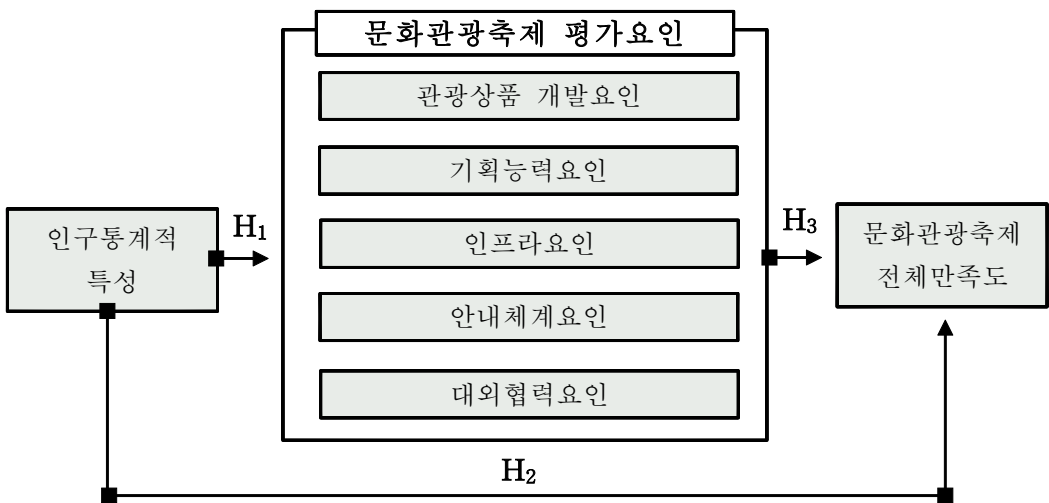 문화관광축제 평가요인
관광상품 개발요인
기획능력요인
인프라요인
안내체계요인
대외협력요인
인구통계적
특성
H₁
H₃
문화관광축제
전체만족도
H₂